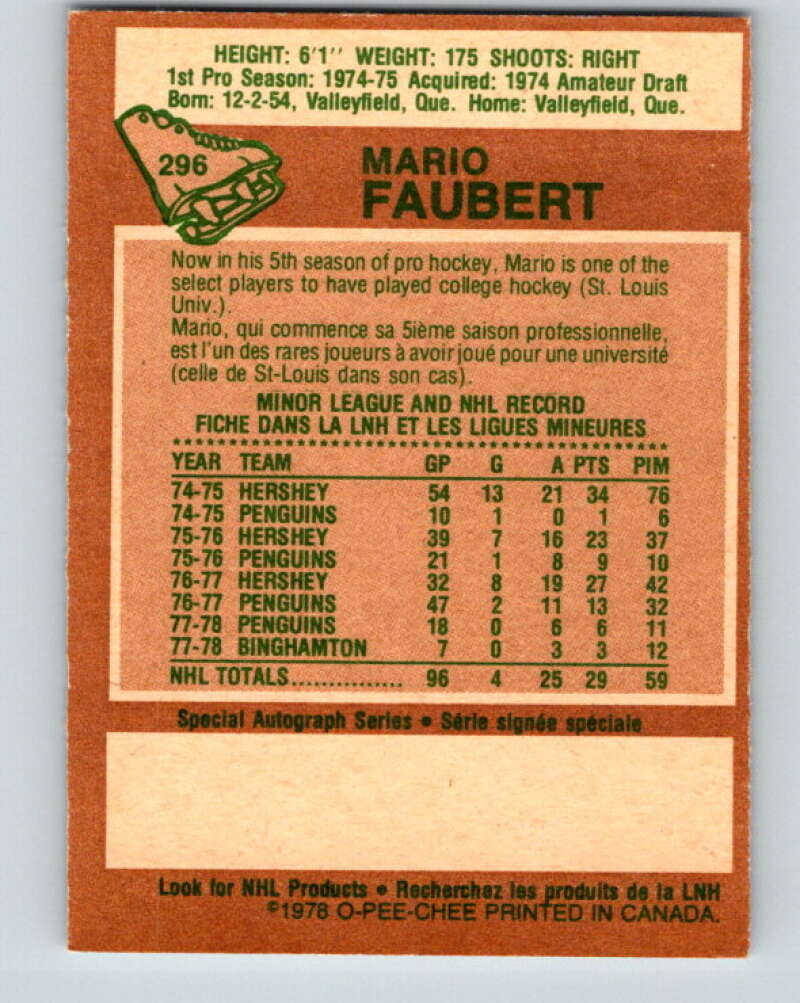 HEIGHT: 6'1'' WEIGHT: 175 SHOOTS: RIGHT
1st Pro Season: 1974-75 Acquired: 1974 Amateur Draft
Born: 12-2-54, Valleyfield, Que. Home: Valleyfield, Que.
296
MARIO
FAUBERT
Now in his 5th season of pro hockey, Mario is one of the
select players to have played college hockey (St. Louis
Univ.).
Mario, qui commence sa 5ième saison professionnelle,
est l'un des rares joueurs à avoir joué pour une université
(celle de St-Louis dans son cas).
MINOR LEAGUE AND NHL RECORD
FICHE DANS LA LNH ET LES LIGUES MINEURES
YEAR TEAM GP G A PTS PIM
74-75 HERSHEY 54 13 21 34 76
74-75 PENGUINS 10 1 0 1 6
75-76 HERSHEY 39 7 16 23 37
75-76 PENGUINS 21 1 8 9 10
76-77 HERSHEY 32 8 19 27 42
76-77 PENGUINS 47 2 11 13 32
77-78 PENGUINS 18 0 6 6 11
77-78 BINGHAMTON 7 0 3 3 12
NHL TOTALS............... 96 4 25 29 59
Special Autograph Series • Série signée spéciale
Look for NHL Products • Recherchez les produits de la LNH
©1978 O-PEE-CHEE PRINTED IN CANADA.